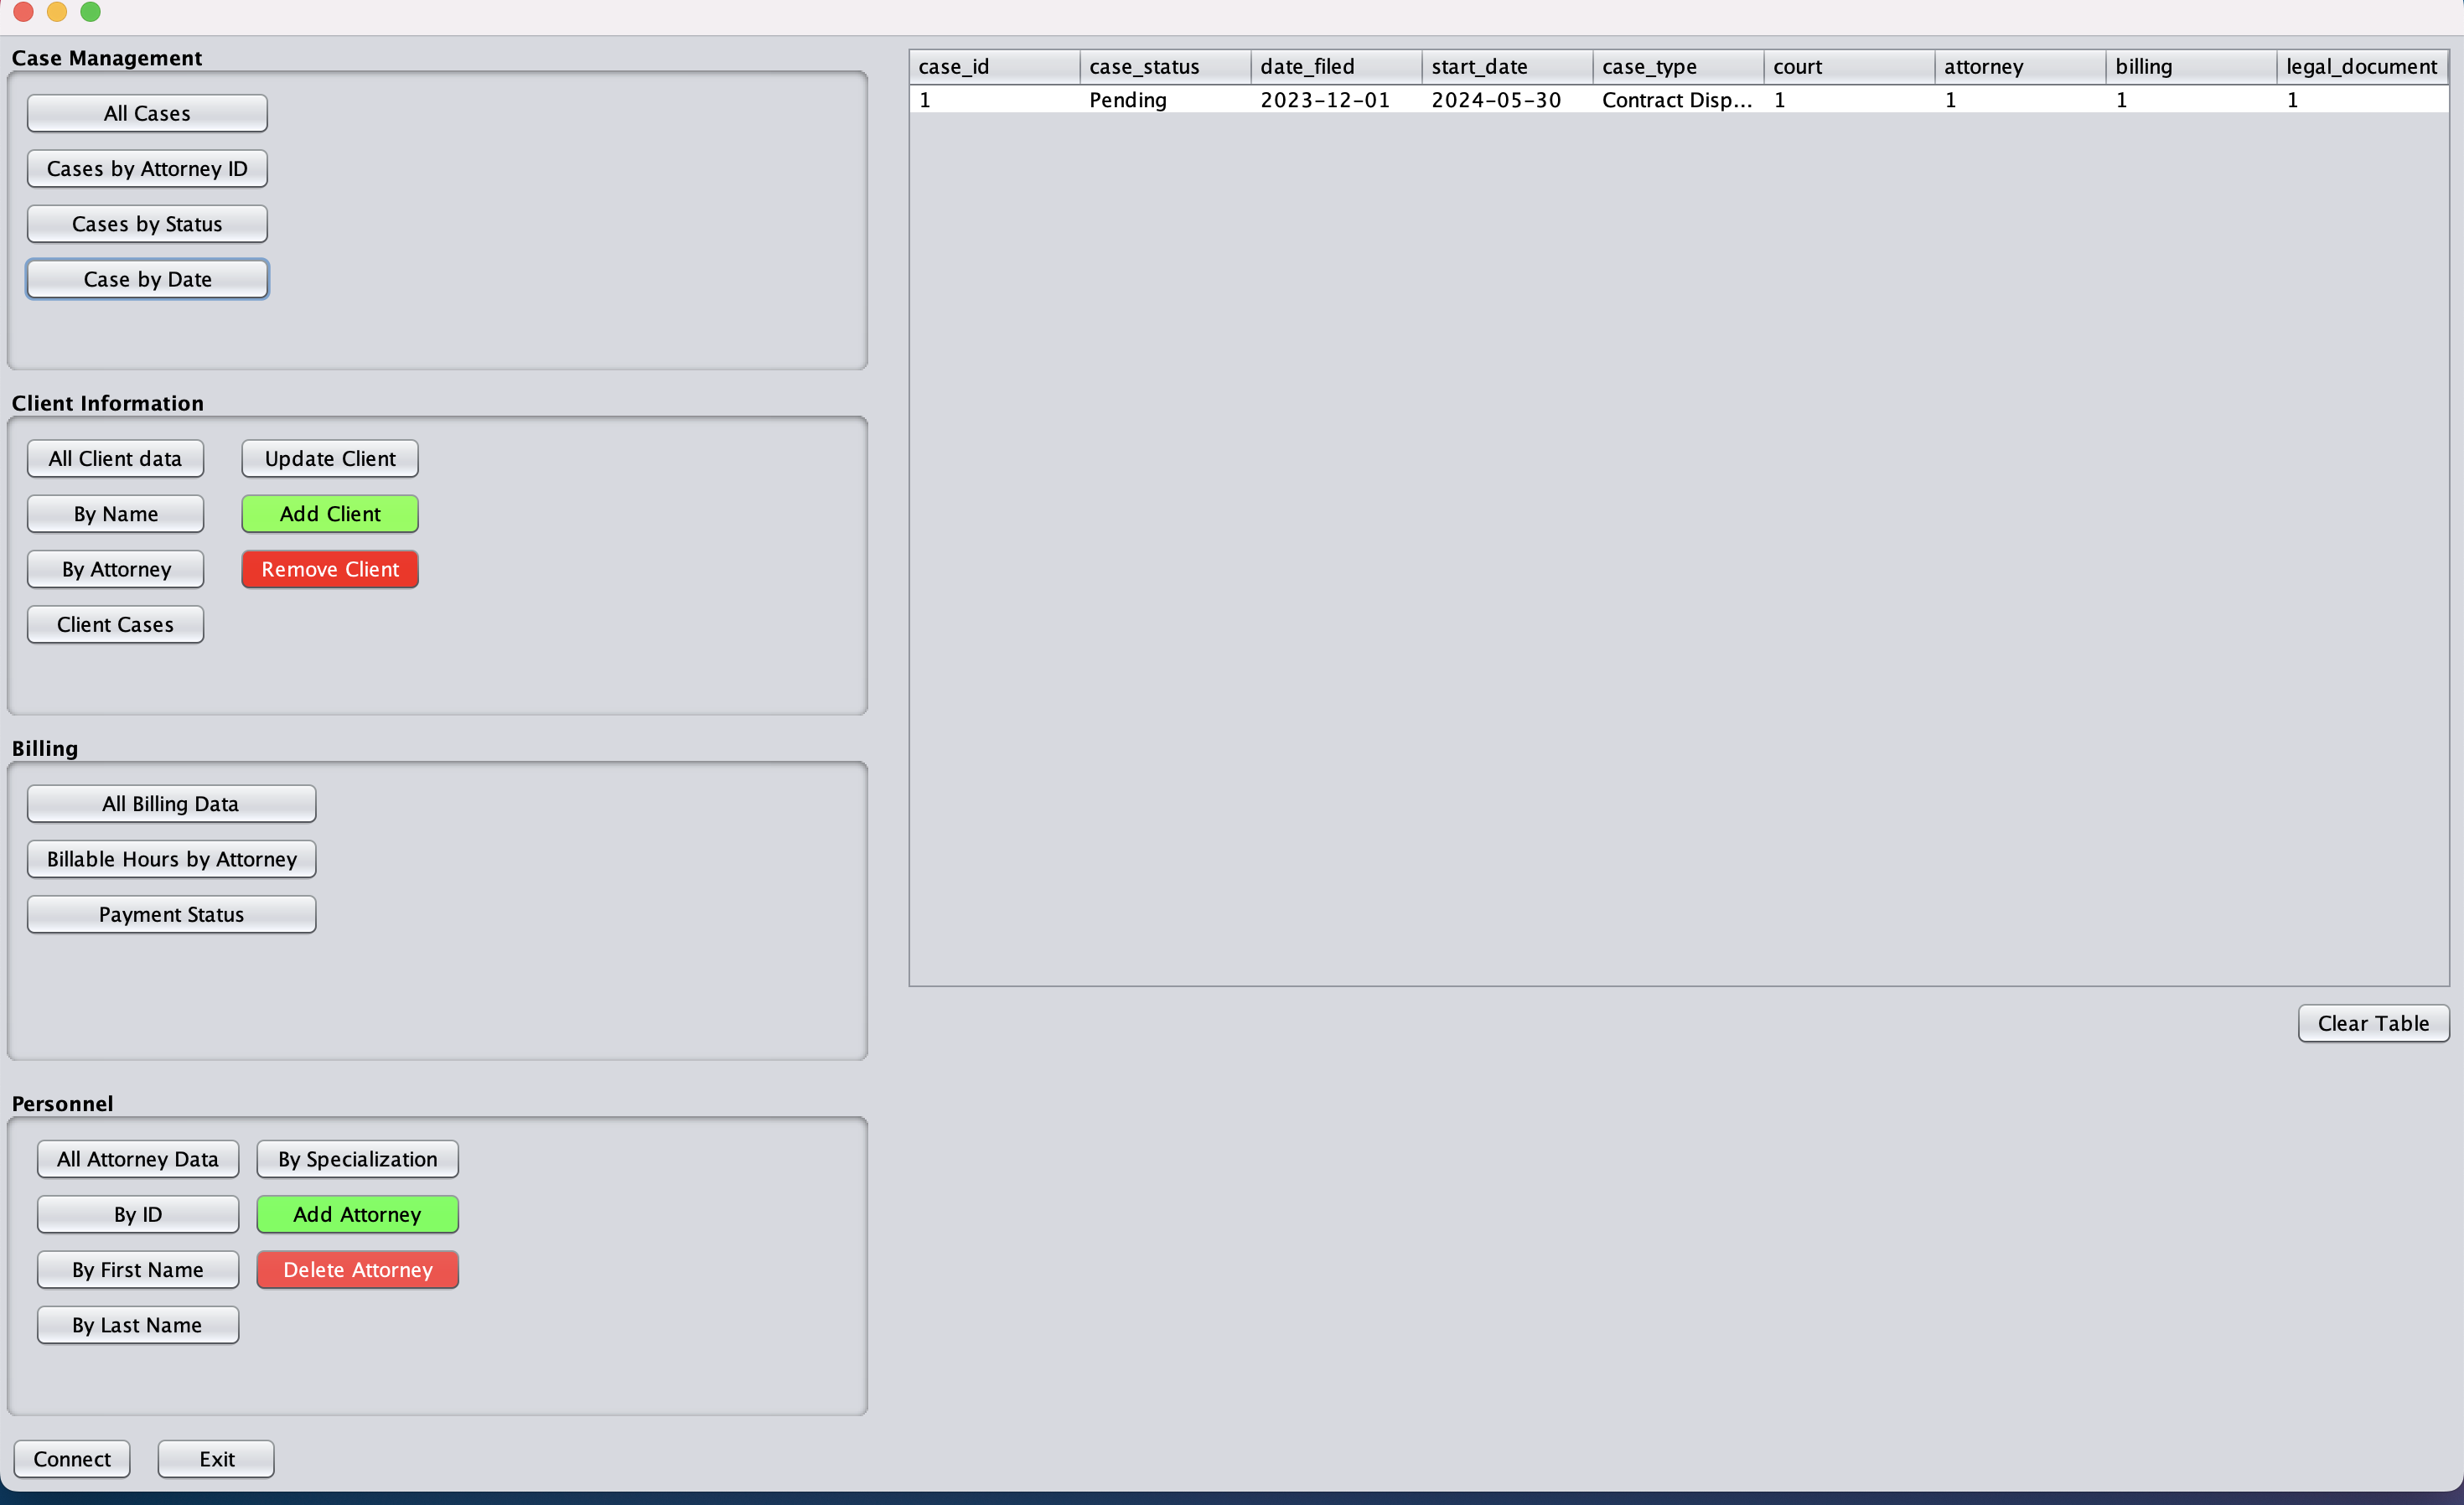 Case Management
All Cases
Cases by Attorney ID
Cases by Status
Case by Date
Client Information
All Client data
Update Client
By Name
Add Client
By Attorney
Remove Client
Client Cases
Billing
All Billing Data
Billable Hours by Attorney
Payment Status
Personnel
All Attorney Data
By Specialization
By ID
Add Attorney
By First Name
Delete Attorney
By Last Name
Connect
Exit
case_id case_status date_filed start_date case_type court attorney billing legal_document
1 Pending 2023-12-01 2024-05-30 Contract Disp... 1 1 1 1
Clear Table